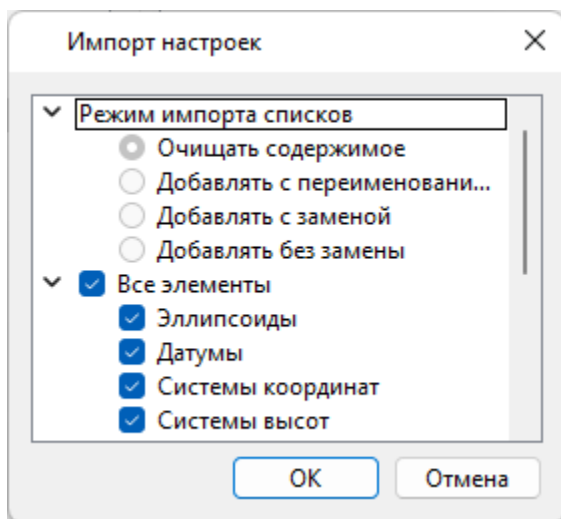 Импорт настроек
Режим импорта списков
Очищать содержимое
Добавлять с переименовани...
Добавлять с заменой
Добавлять без замены
Все элементы
Эллипсоиды
Датумы
Системы координат
Системы высот
ОК Отмена